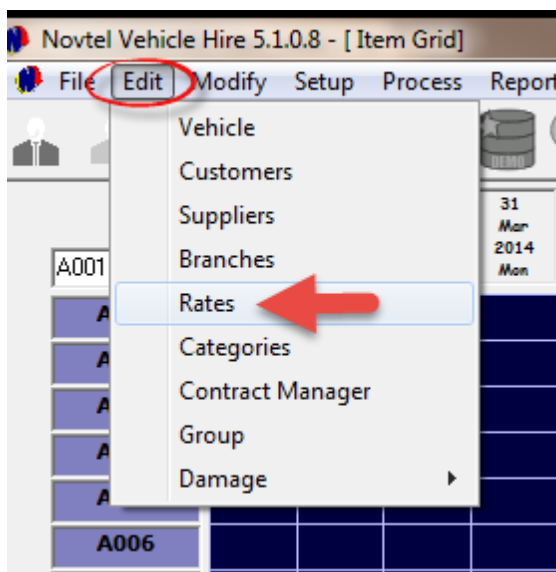 Novtel Vehicle Hire 5.1.0.8 - [ Item Grid]
File Edit Modify Setup Process Report
Vehicle
Customers
Suppliers
Branches
Rates
Categories
Contract Manager
Group
Damage
DEMO
31
Mar
2014
Mon
A001
A
A
A
A
A
A006